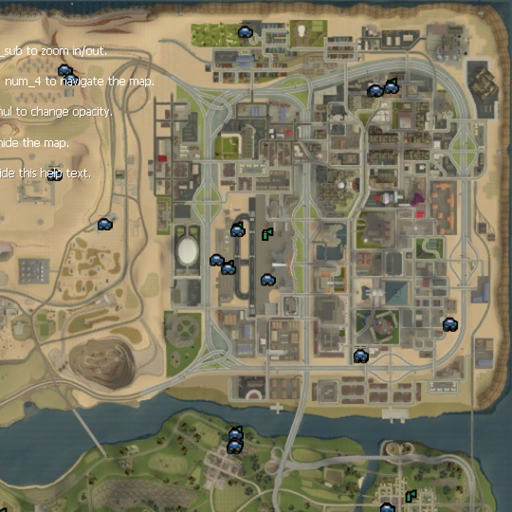 _sub to zoom in/out.
num_4 to navigate the map.
nul to change opacity.
hide the map.
ide this help text.